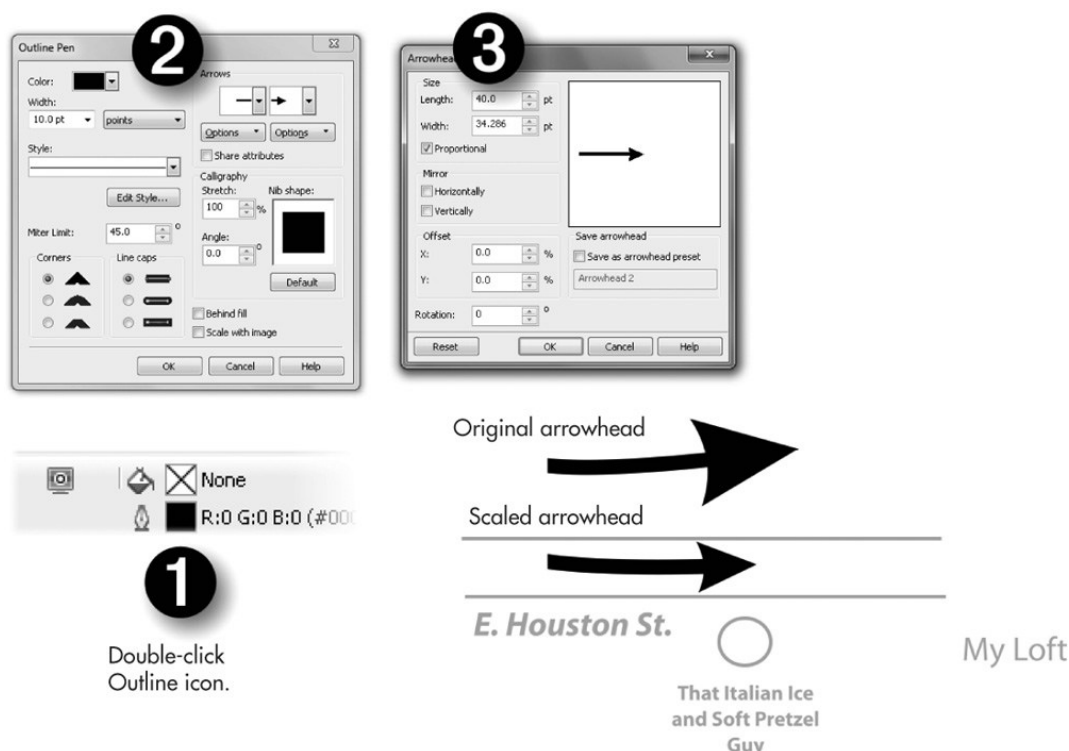 2
Outline Pen
Color:
Width:
10.0 pt
points
Style:
Edit Style...
Miter Limit:
45.0
°
Corners
Line caps
Arrows
Options
Options
Share attributes
Calligraphy
Stretch:
Nib shape:
100
%
Angle:
0.0
°
Default
Behind fill
Scale with image
OK
Cancel
Help
3
Arrowhead
Size
Length:
40.0
pt
Width:
34.286
pt
Proportional
Mirror
Horizontally
Vertically
Offset
X:
0.0
%
Y:
0.0
%
Rotation:
0
°
Save arrowhead
Save as arrowhead preset
Arrowhead 2
Reset
OK
Cancel
Help
None
R:0 G:0 B:0 (#000
1
Double-click
Outline icon.
Original arrowhead
Scaled arrowhead
E. Houston St.
My Loft
That Italian Ice
and Soft Pretzel
Guy